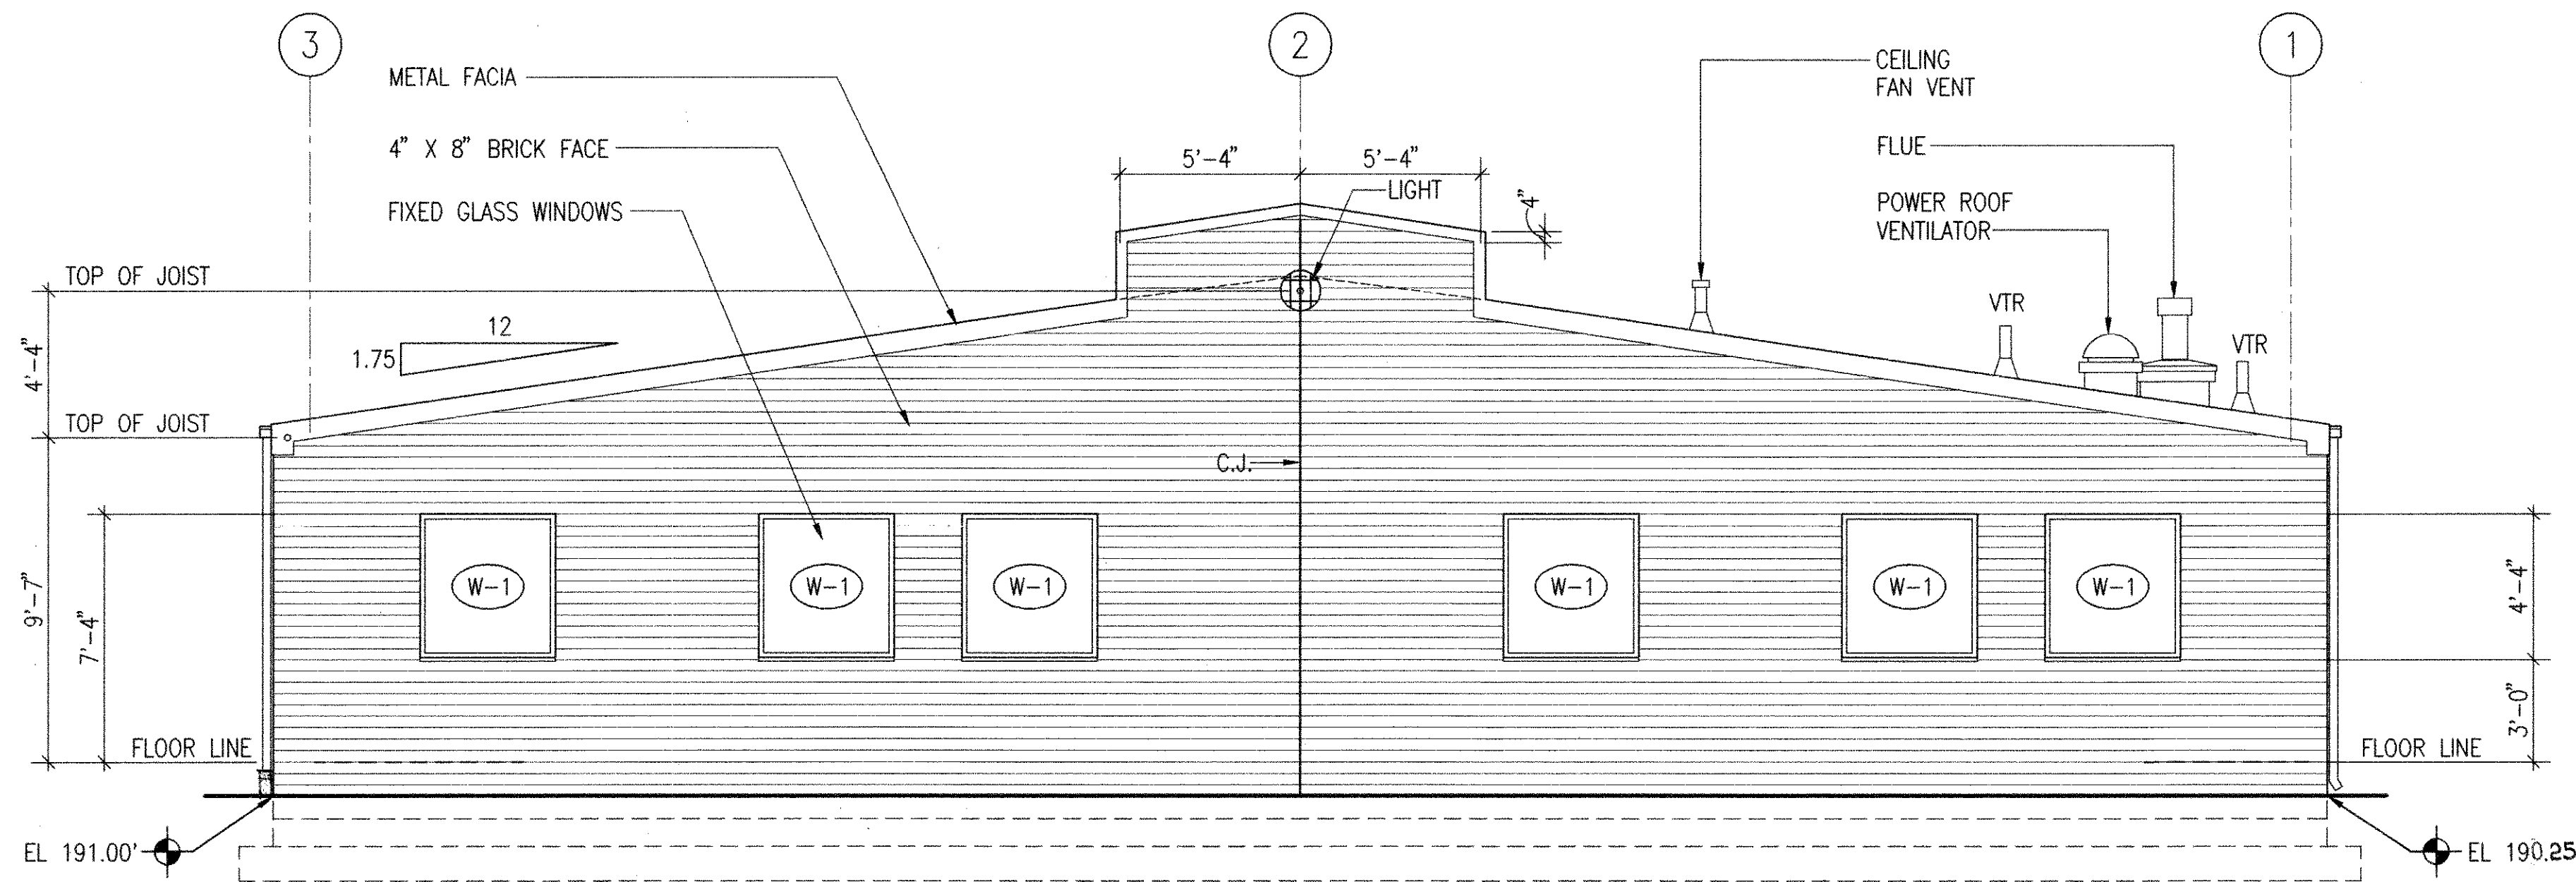 3
2
1
METAL FACIA
4" X 8" BRICK FACE
FIXED GLASS WINDOWS
5'-4"
5'-4"
LIGHT
4"
CEILING
FAN VENT
FLUE
POWER ROOF
VENTILATOR
TOP OF JOIST
12
1.75
4'-4"
VTR
VTR
TOP OF JOIST
C.J.
9'-7"
7'-4"
W-1
W-1
W-1
W-1
W-1
W-1
4'-4"
3'-0"
FLOOR LINE
FLOOR LINE
EL 191.00'
EL 190.25